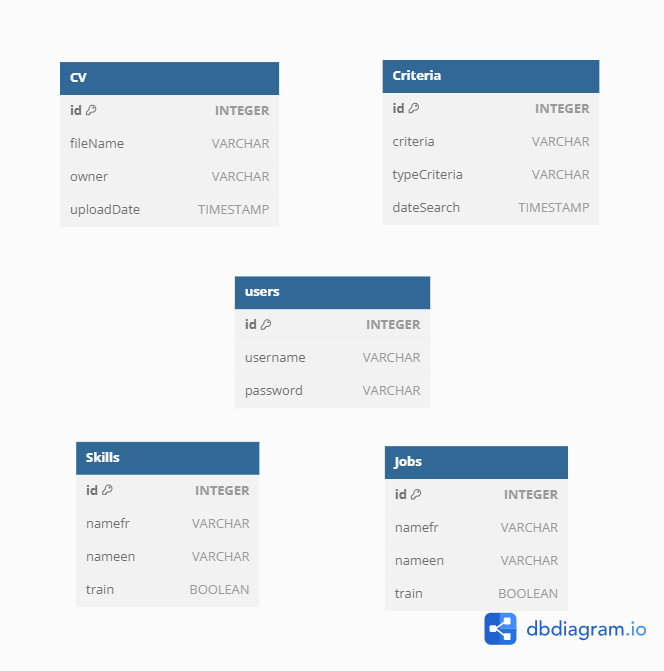 CV
id INTEGER
fileName VARCHAR
owner VARCHAR
uploadDate TIMESTAMP
Criteria
id INTEGER
criteria VARCHAR
typeCriteria VARCHAR
dateSearch TIMESTAMP
users
id INTEGER
username VARCHAR
password VARCHAR
Skills
id INTEGER
namefr VARCHAR
nameen VARCHAR
train BOOLEAN
Jobs
id INTEGER
namefr VARCHAR
nameen VARCHAR
train BOOLEAN
dbdiagram.io